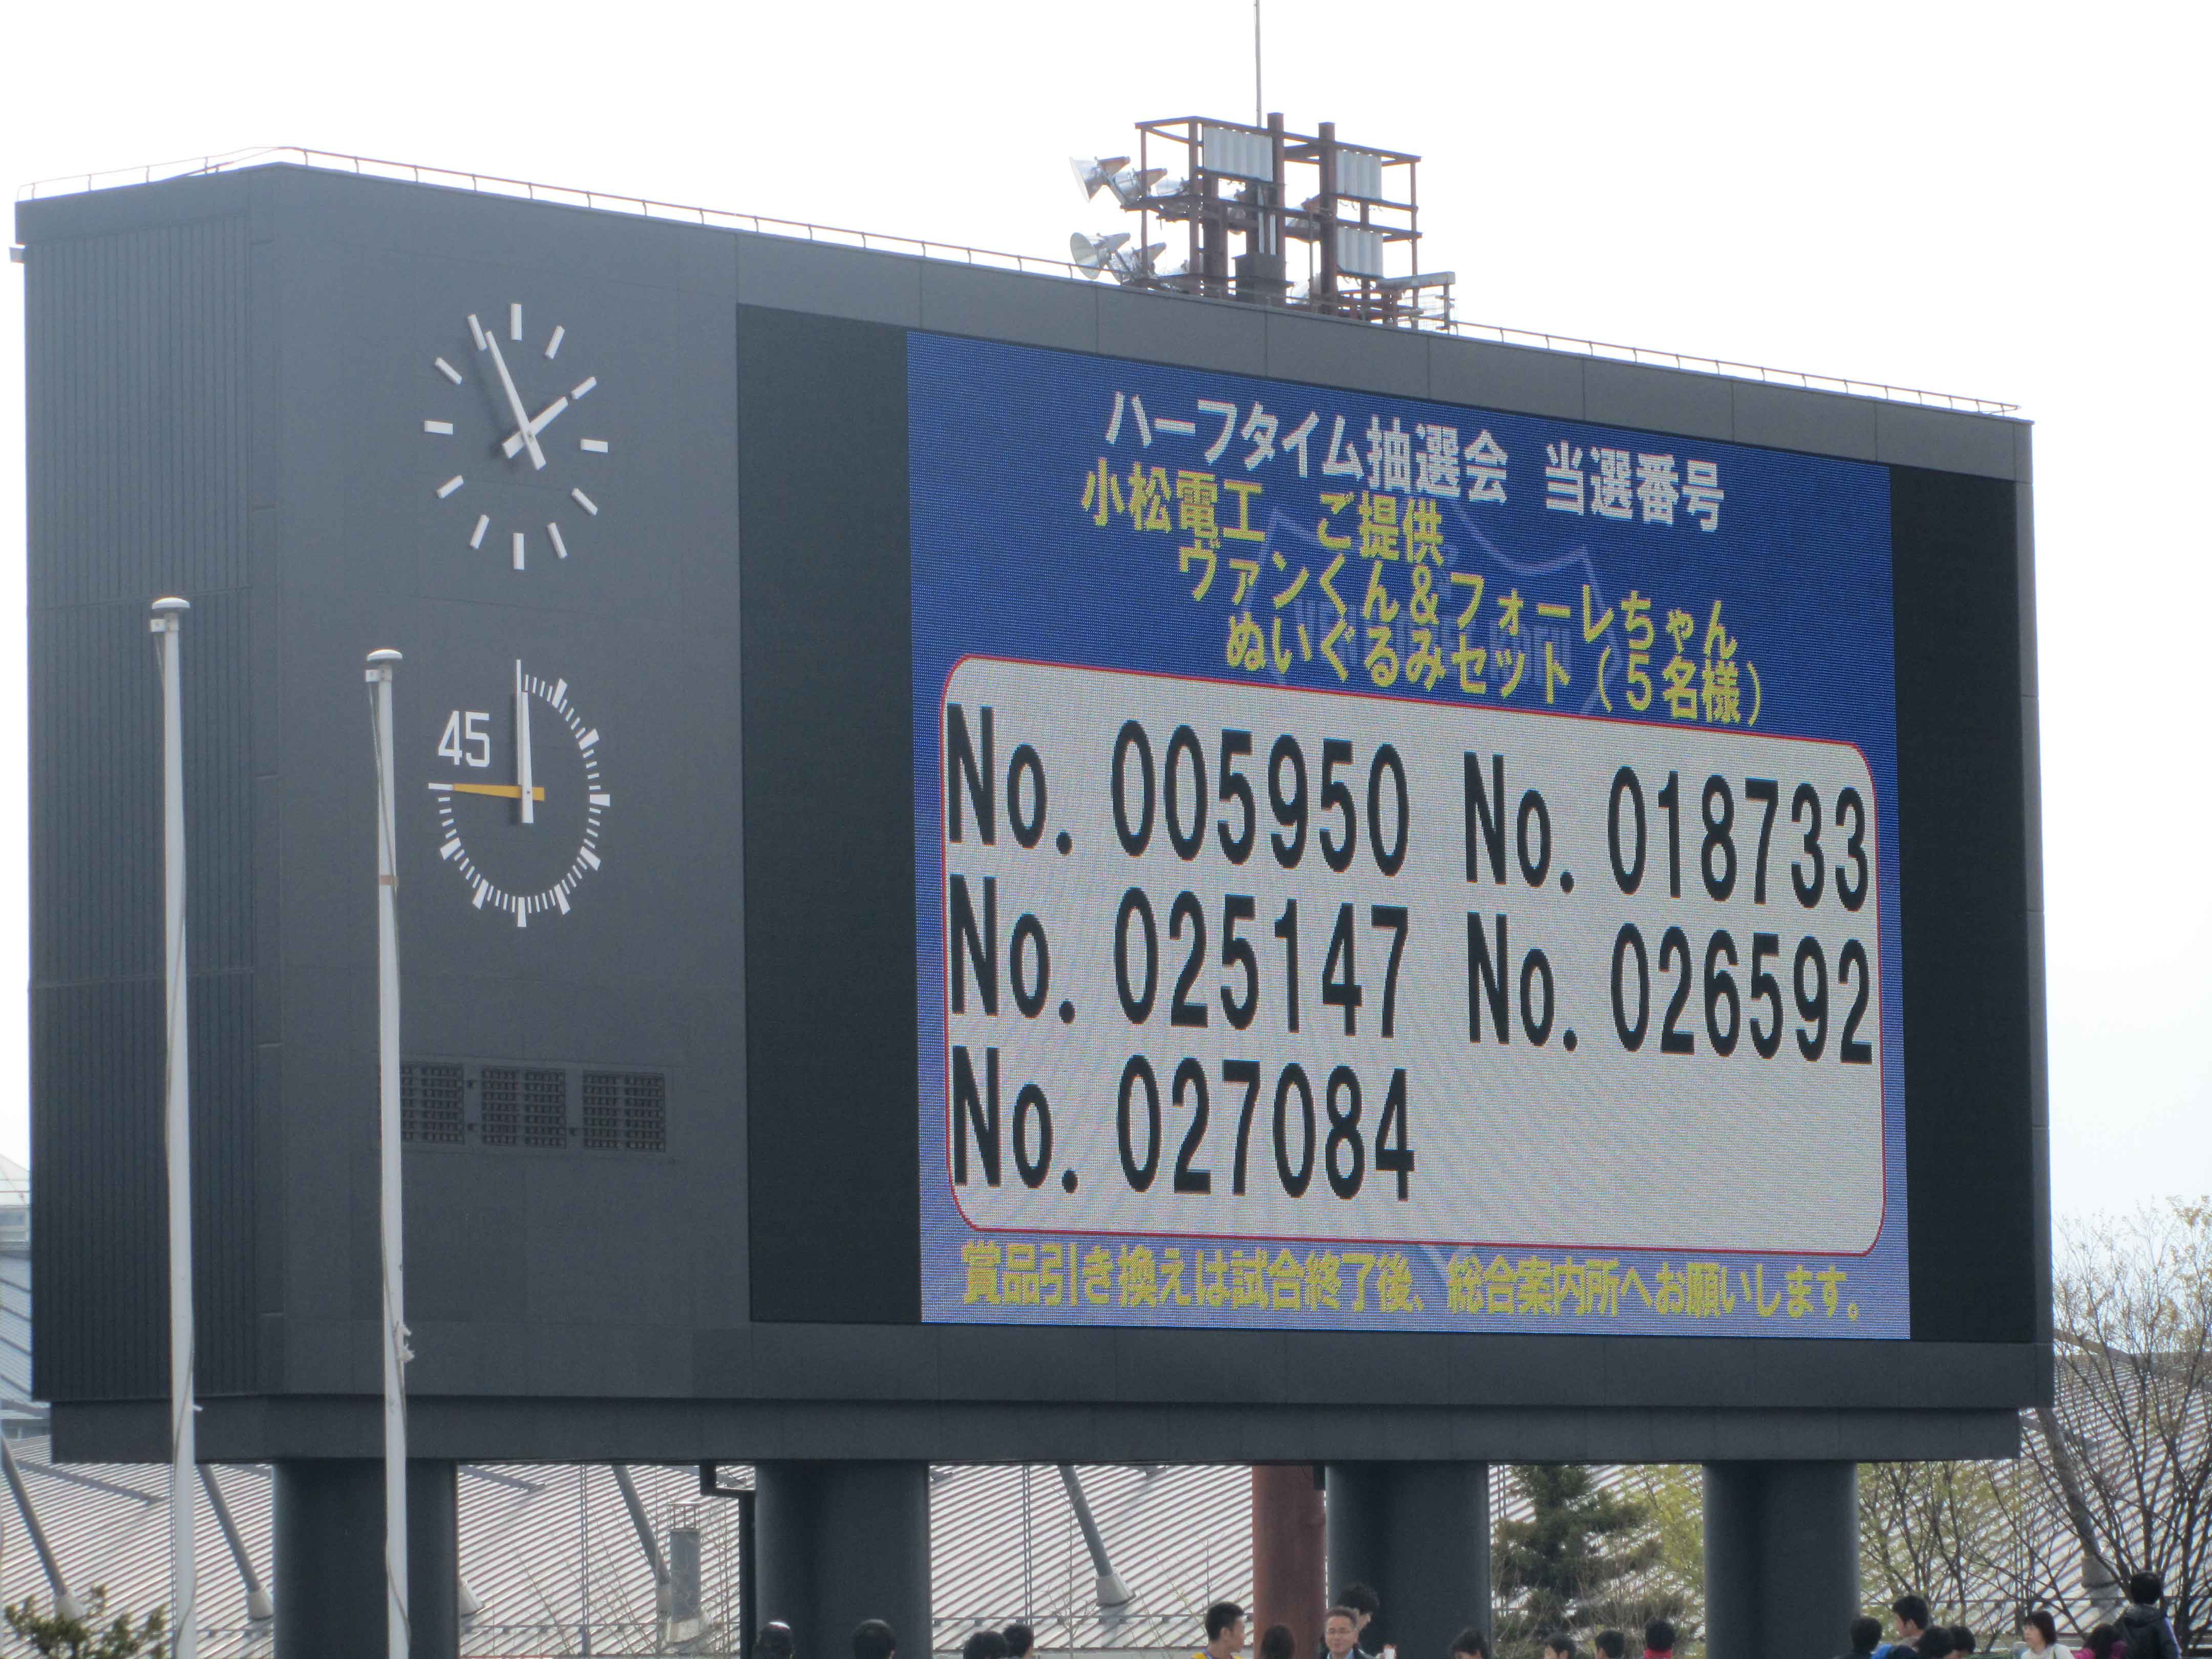 ハーフタイム抽選会 当選番号
小松電工 ご提供
ヴァンくん&フォーレちゃん
ぬいぐるみセット(5名様)
45
No. 005950 No. 018733
No. 025147 No. 026592
No. 027084
賞品引き換えは試合終了後、総合案内所へお願いします。